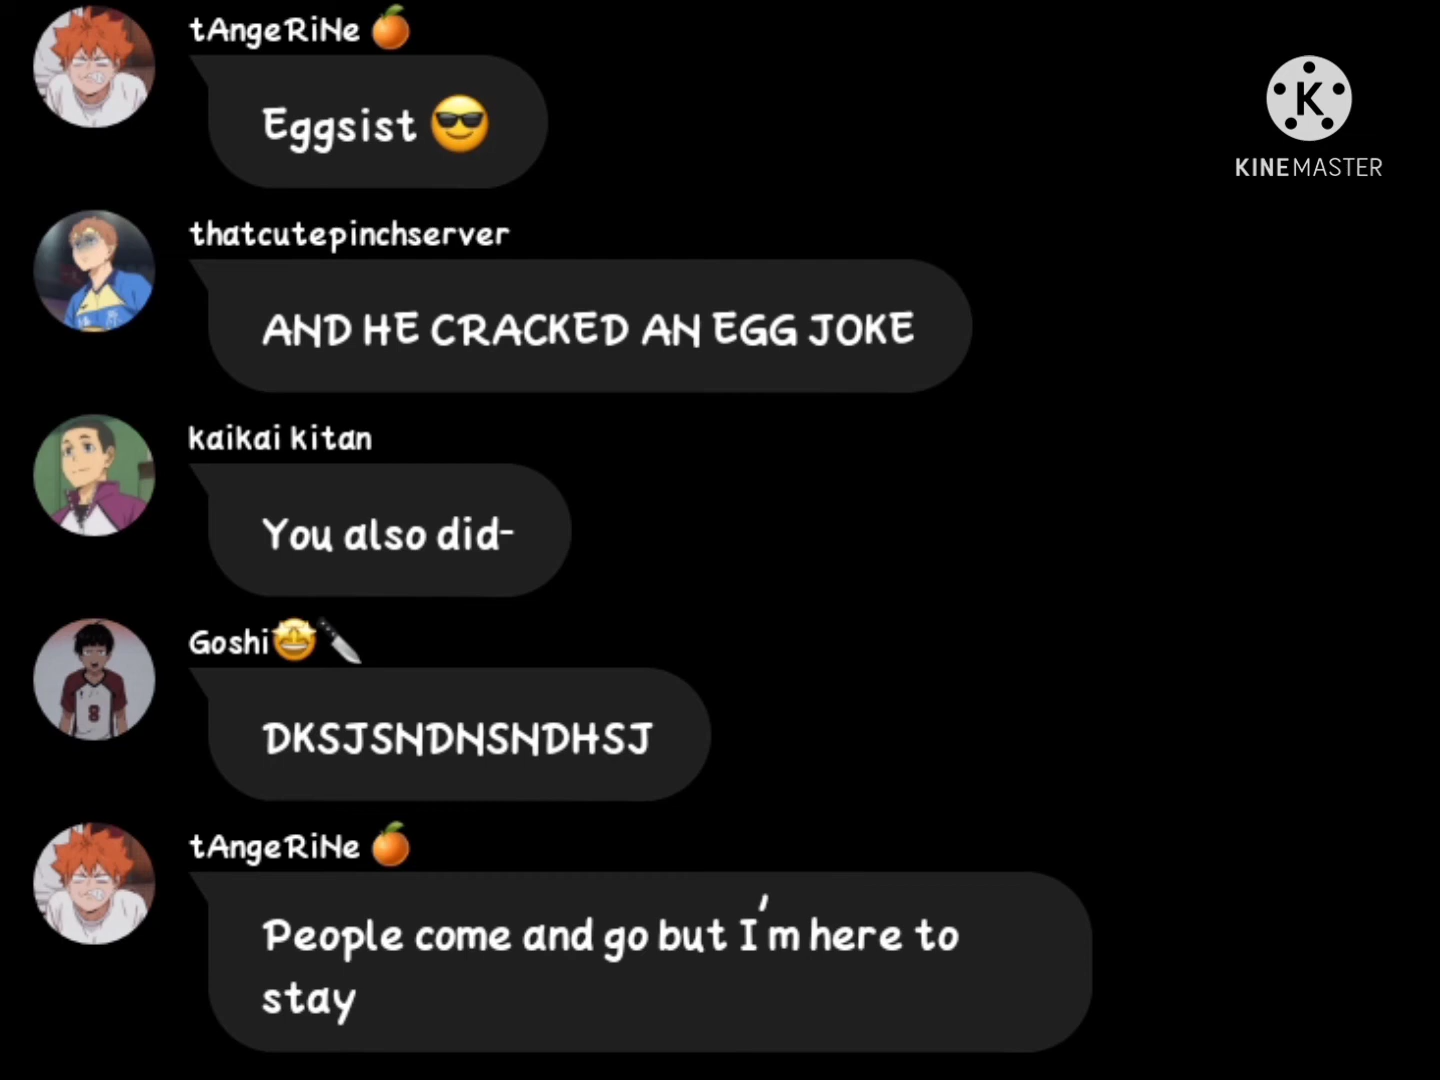 tAngeRiNe 🍊
Eggsist 😎
KINEMASTER
thatcutepinchserver
AND HE CRACKED AN EGG JOKE
kaikai kitan
You also did-
Goshi🤩🔪
DKSJSNDNSNDHSJ
tAngeRiNe 🍊
People come and go but I'm here to
stay